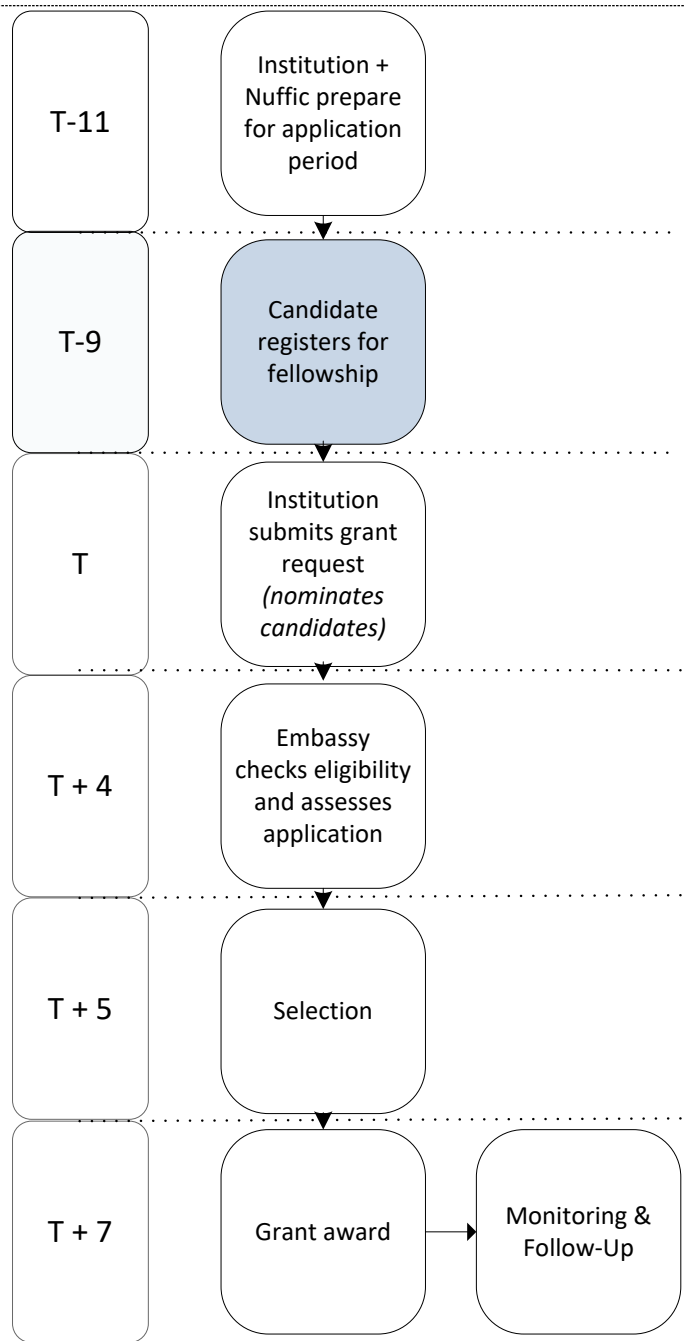 T-11
Institution +
Nuffic prepare
for application
period
T-9
Candidate
registers for
fellowship
T
Institution
submits grant
request
(nominates
candidates)
T + 4
Embassy
checks eligibility
and assesses
application
T + 5
Selection
T + 7
Grant award
Monitoring &
Follow-Up